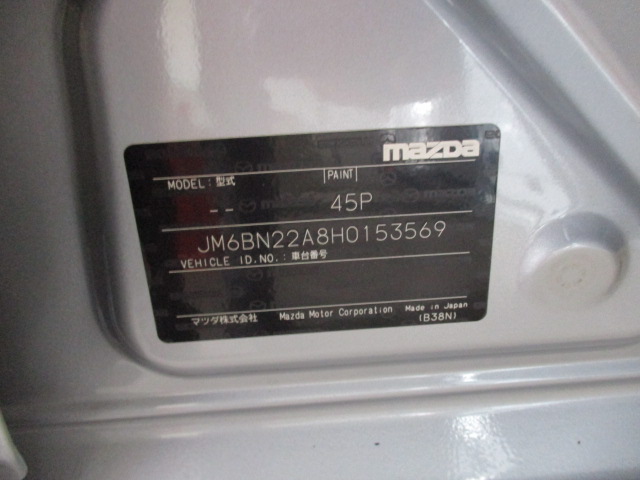 mazda
MODEL : 型式 PAINT
-- 45P
JM6BN22A8H0153569
VEHICLE ID.NO. : 車台番号
マツダ株式会社 Mazda Motor Corporation Made in Japan
(B38N)